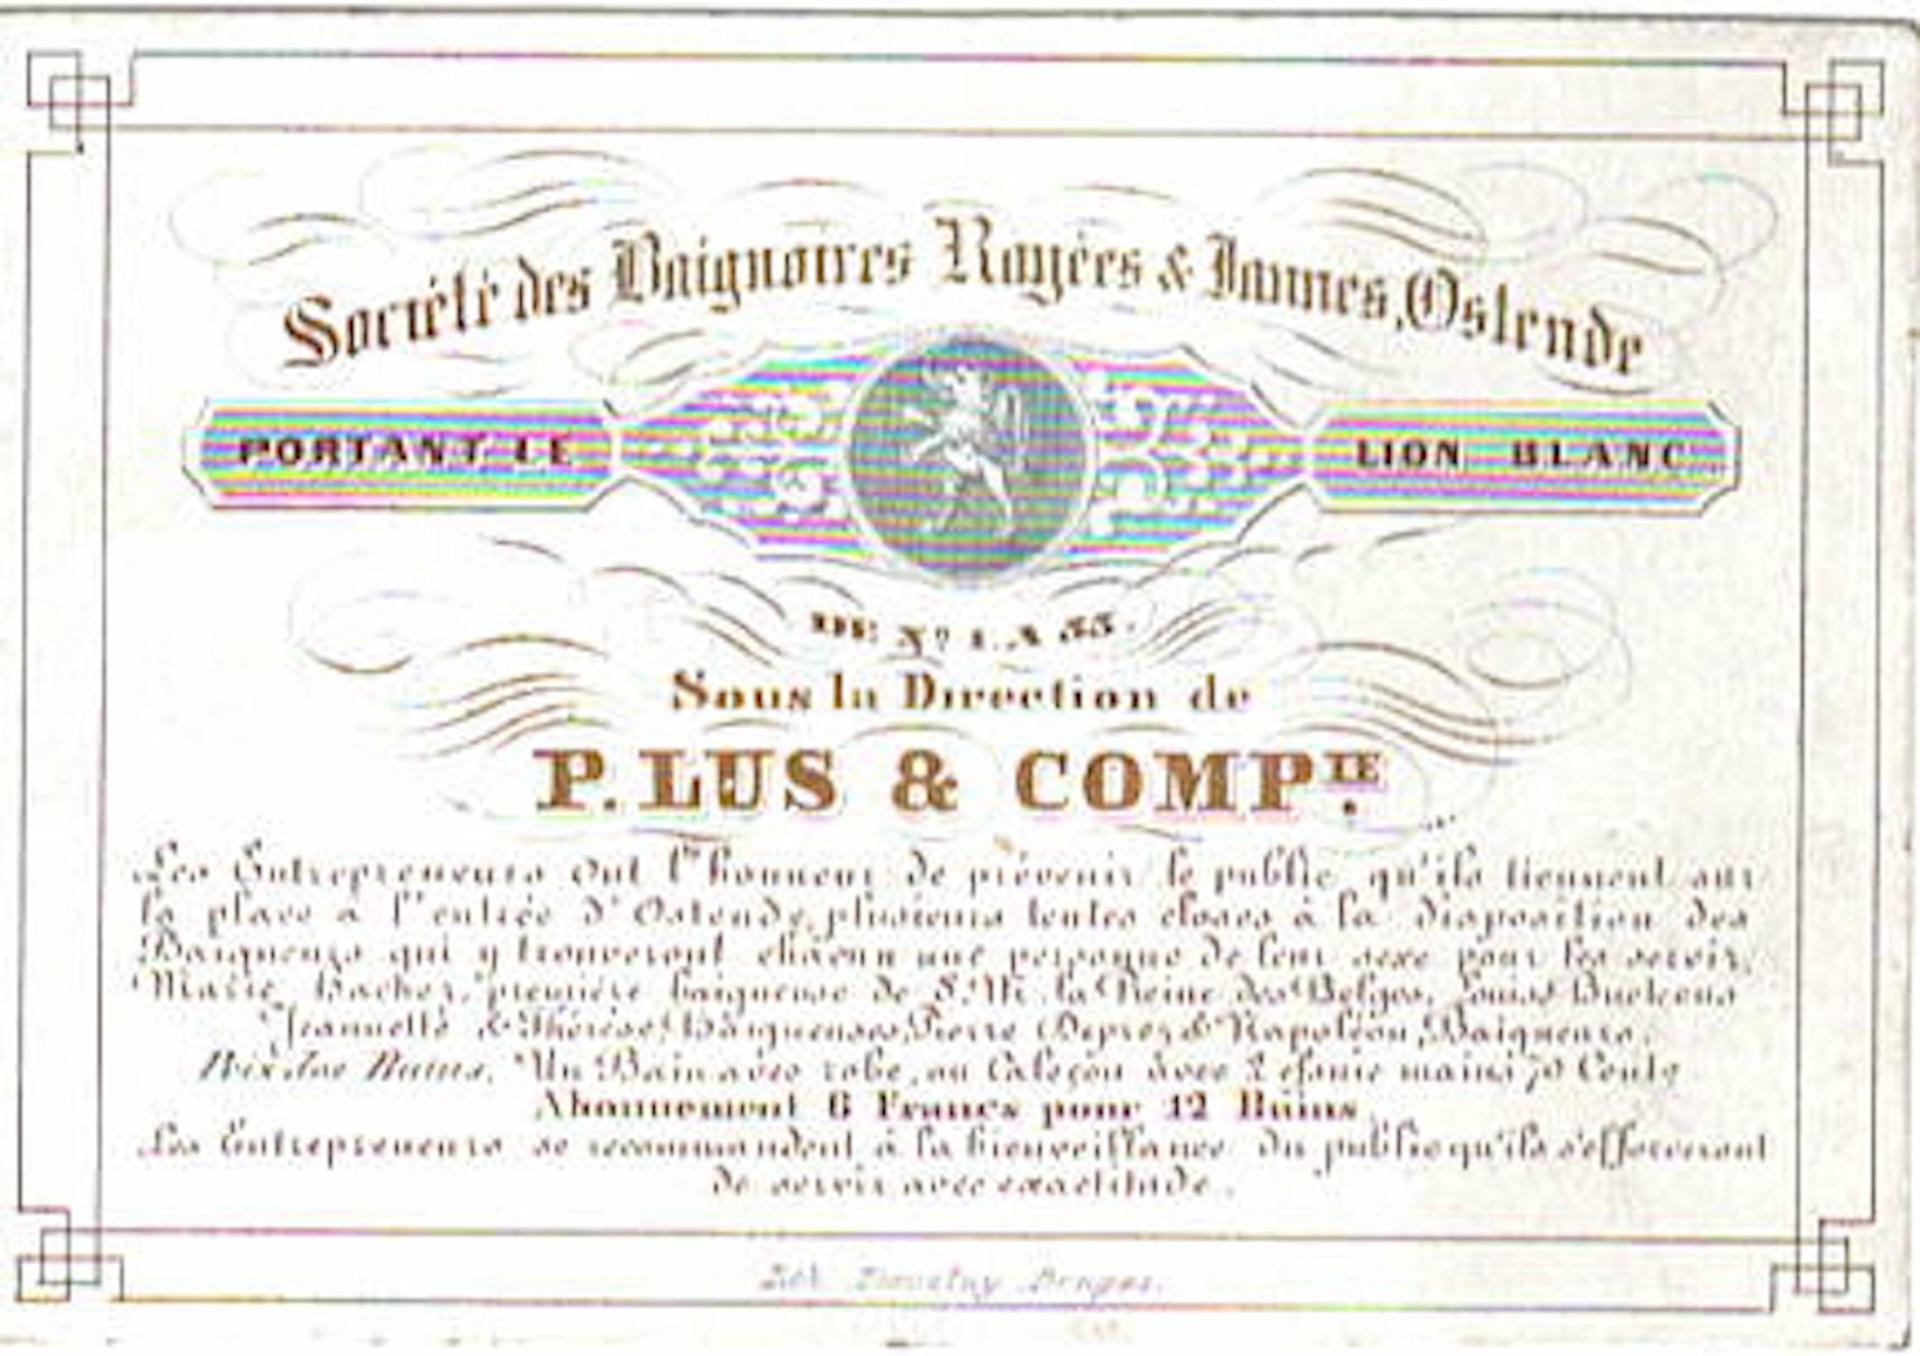 Société des Baignoires Rayées & Jaunes, Ostende
PORTANT LE LION BLANC
DE Nº 1 A 55.
Sous la Direction de
P. LUS & COMPIE.
Les Entrepreneurs ont l'honneur de prévenir le public qu'ils tiennent sur
la place à l'entrée d'Ostende, plusieurs tentes closes à la disposition des
Baigneurs qui y trouveront chacun une personne de leur sexe pour les servir,
Marie première baigneuse de S. M. la Reine des Belges, Louise
Jeannette & Thérèse, Baigneuses, Pierre Deprez & Napoléon, Baigneurs.
Prix des Bains. Un Bain avec robe, ou Caleçon avec 2 essuie mains 70 Cents
Abonnement 6 Francs pour 12 Bains
Les Entrepreneurs se recommandent à la bienveillance du public qu'ils s'efforceront
de servir avec exactitude.
Bruges.